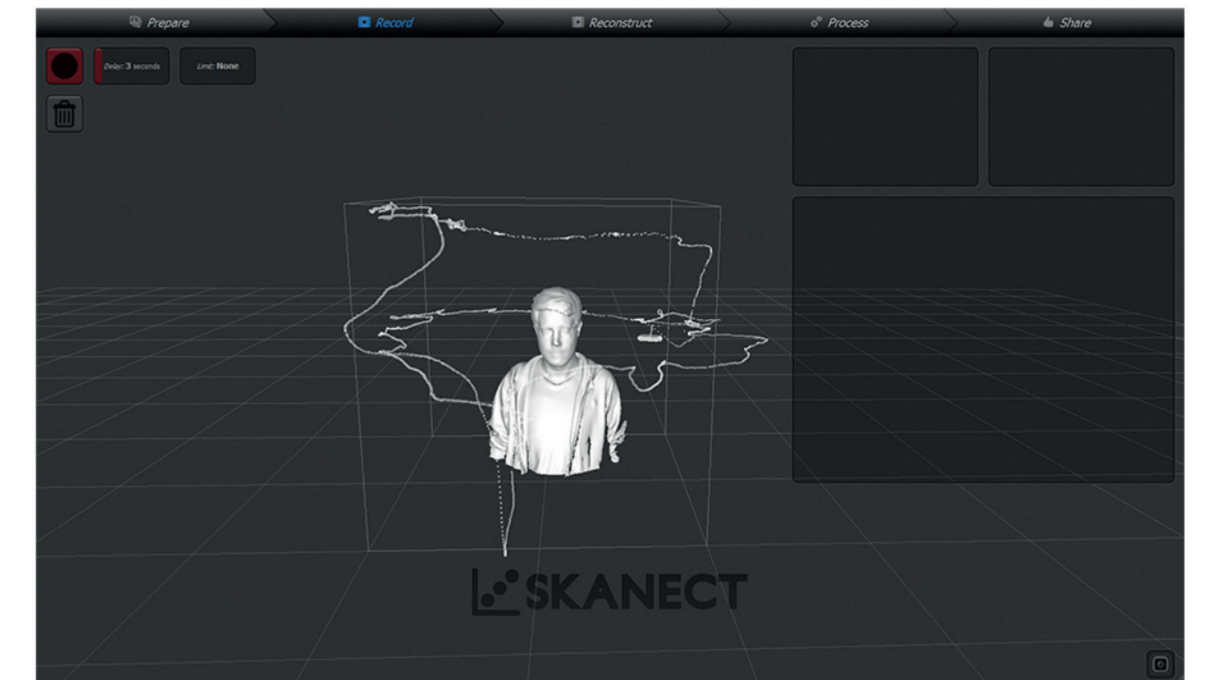 Prepare
Record
Reconstruct
Process
Share
Delay: 3 seconds
Limit: None
SKANECT